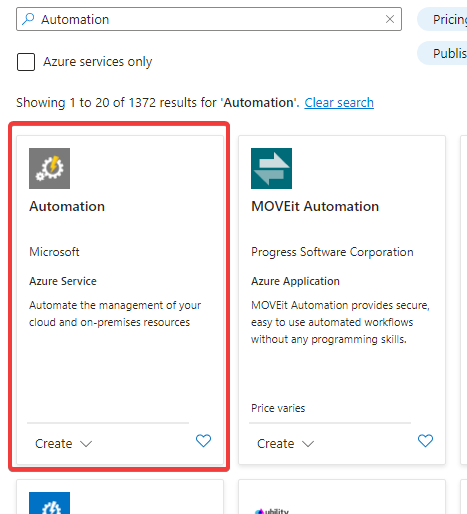 Automation
Pricing
Azure services only
Publis
Showing 1 to 20 of 1372 results for 'Automation'. Clear search
Automation
Microsoft
Azure Service
Automate the management of your
cloud and on-premises resources
Create
MOVEit Automation
Progress Software Corporation
Azure Application
MOVEit Automation provides secure,
easy to use automated workflows
without any programming skills.
Price varies
Create
ubility